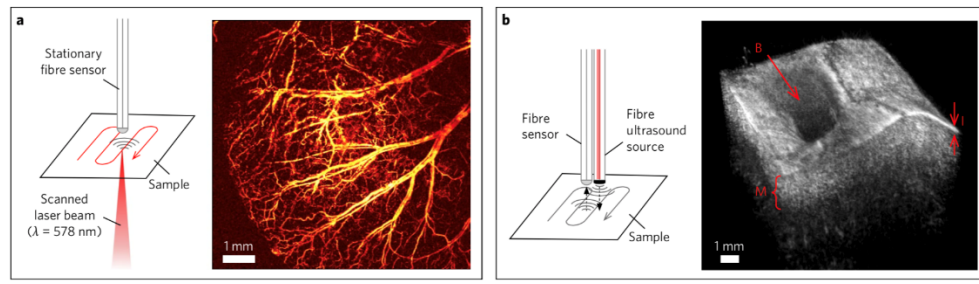 a
Stationary
fibre sensor
Sample
Scanned
laser beam
(λ = 578 nm)
1 mm
b
Fibre
sensor
Fibre
ultrasound
source
Sample
B
I
M
1 mm